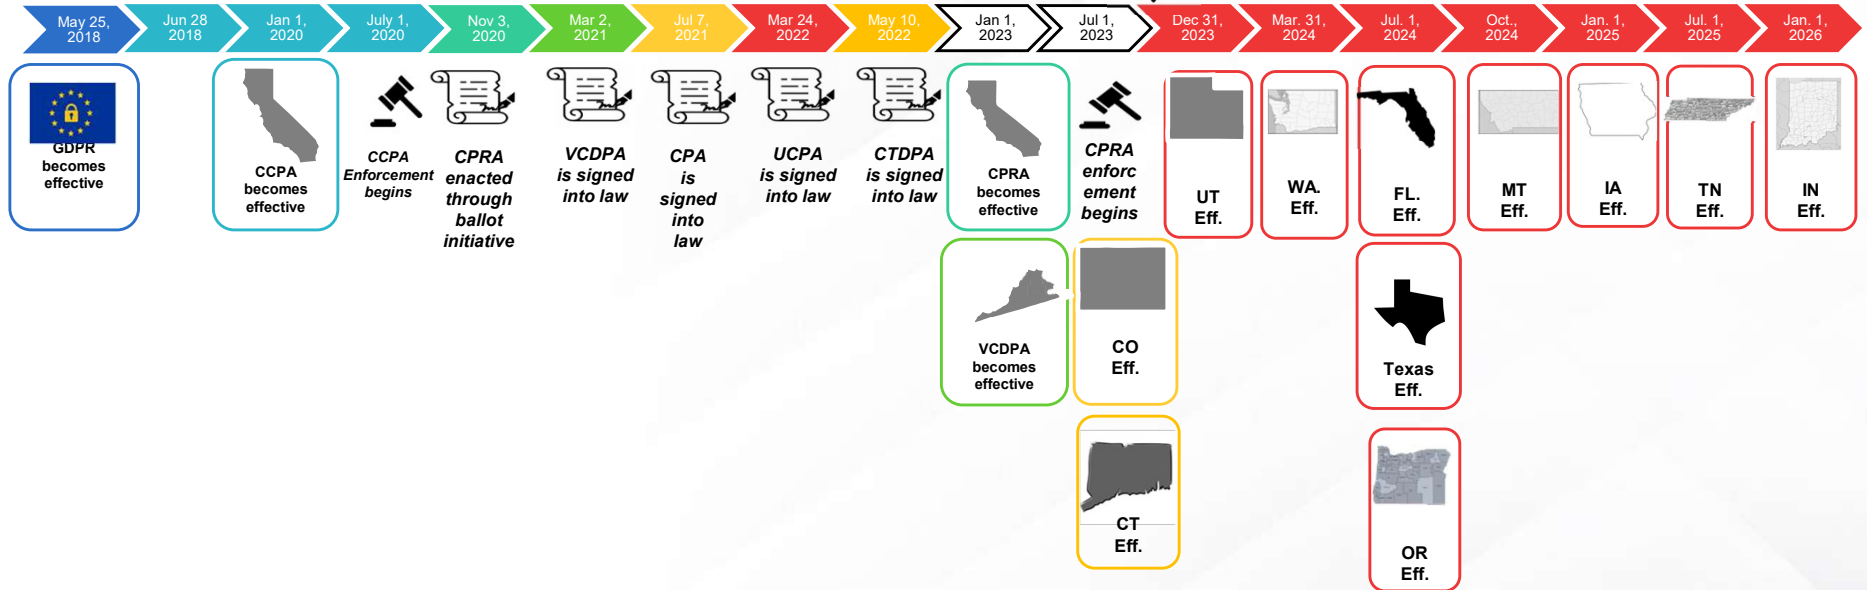 May 25,
2018
Jun 28
2018
Jan 1,
2020
July 1,
2020
Nov 3,
2020
Mar 2,
2021
Jul 7,
2021
Mar 24,
2022
May 10,
2022
Jan 1,
2023
Jul 1,
2023
Dec 31,
2023
Mar. 31,
2024
Jul. 1,
2024
Oct.,
2024
Jan. 1,
2025
Jul. 1,
2025
Jan. 1,
2026
GDPR
becomes
effective
CCPA
becomes
effective
CCPA
Enforcement
begins
CPRA
enacted
through
ballot
initiative
VCDPA
is signed
into law
CPA
is
signed
into
law
UCPA
is signed
into law
CTDPA
is signed
into law
CPRA
becomes
effective
CPRA
enforc
ement
begins
UT
Eff.
WA.
Eff.
FL.
Eff.
MT
Eff.
IA
Eff.
TN
Eff.
IN
Eff.
VCDPA
becomes
effective
CO
Eff.
Texas
Eff.
CT
Eff.
OR
Eff.